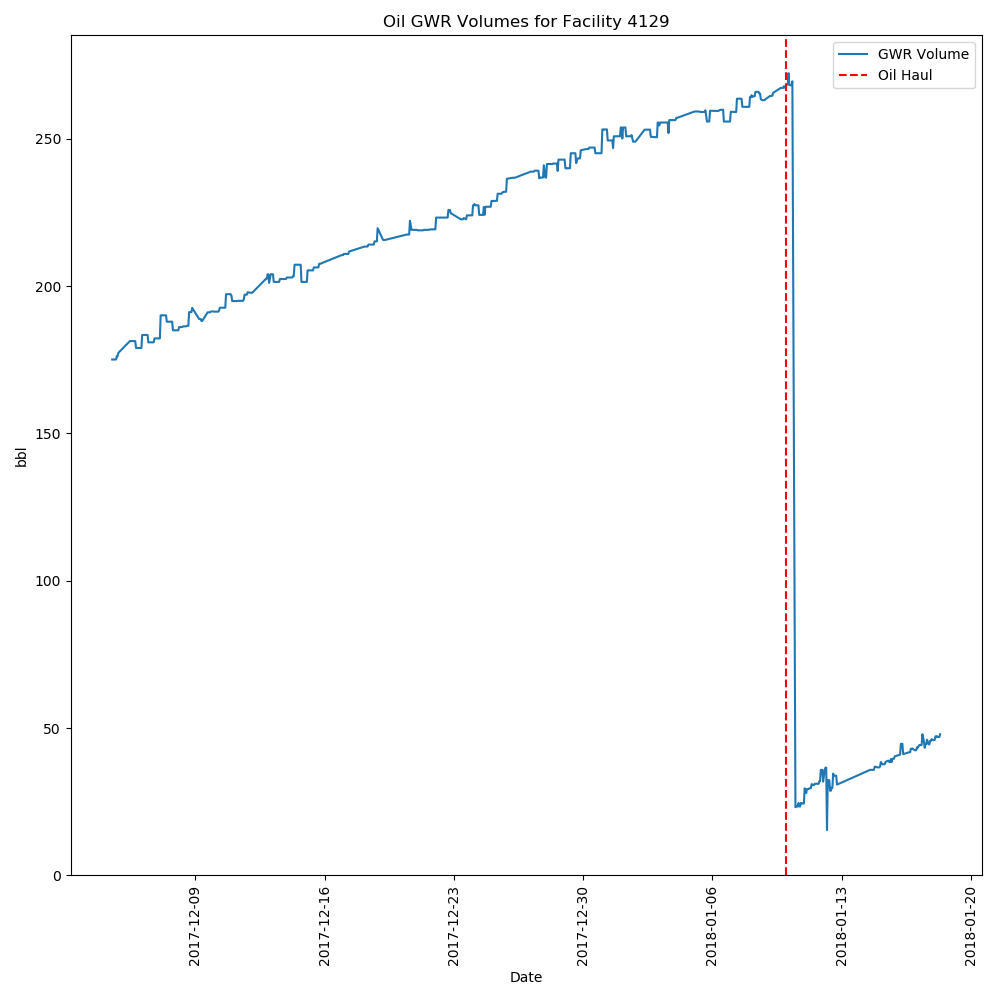 Oil GWR Volumes for Facility 4129
GWR Volume
Oil Haul
bbl
250
200
150
100
50
0
2017-12-09
2017-12-16
2017-12-23
2017-12-30
2018-01-06
2018-01-13
2018-01-20
Date